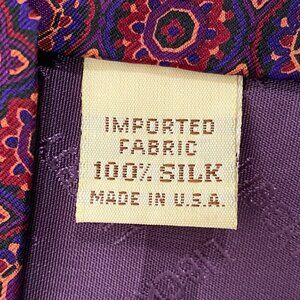 IMPORTED
FABRIC
100% SILK
MADE IN U.S.A.